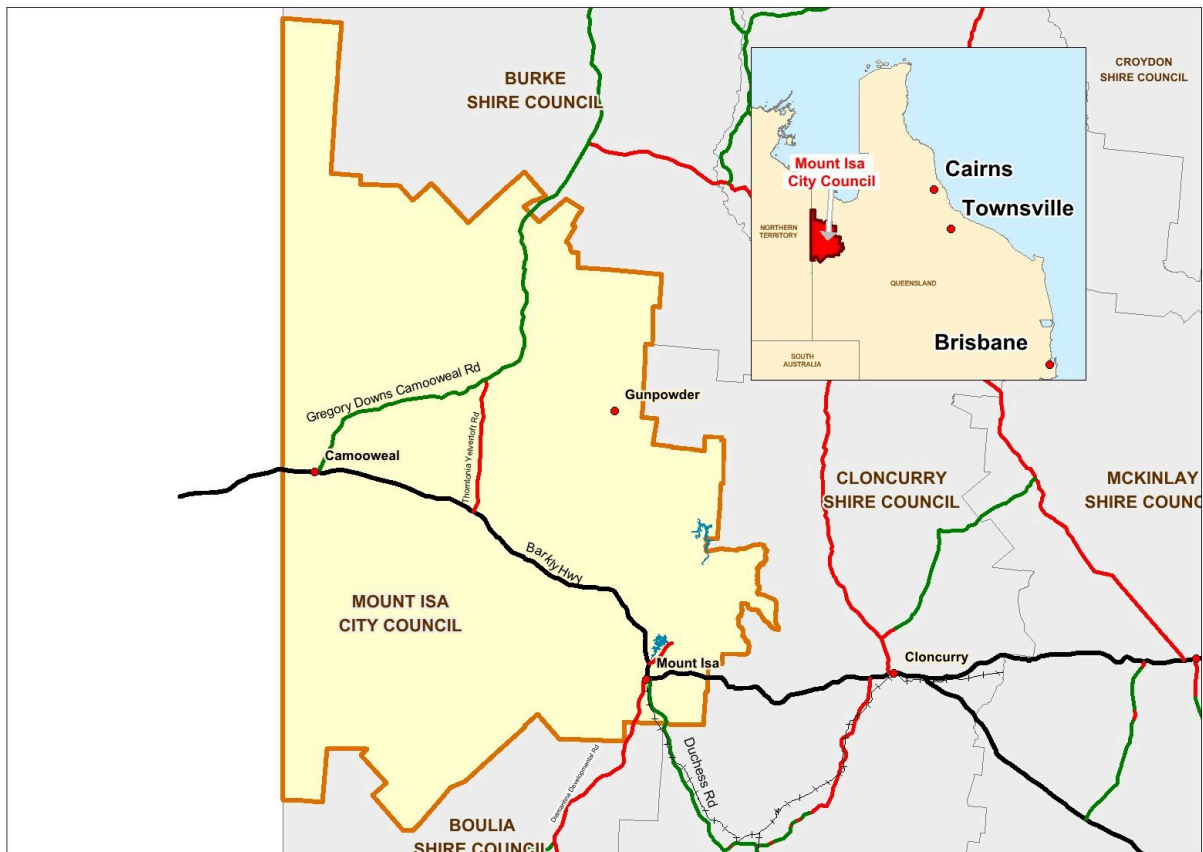 BURKE
SHIRE COUNCIL
CROYDON
SHIRE COUNCIL
Mount Isa
City Council
Cairns
Townsville
NORTHERN
TERRITORY
QUEENSLAND
Brisbane
SOUTH
AUSTRALIA
Gregory Downs Camooweal Rd
Gunpowder
Thorntonia Yelvertoft Rd
Camooweal
CLONCURRY
SHIRE COUNCIL
MCKINLAY
SHIRE COUNC
Barkly Hwy
MOUNT ISA
CITY COUNCIL
Mount Isa
Cloncurry
Duchess Rd
Diamantina Developmental Rd
BOULIA
SHIRE COUNCIL